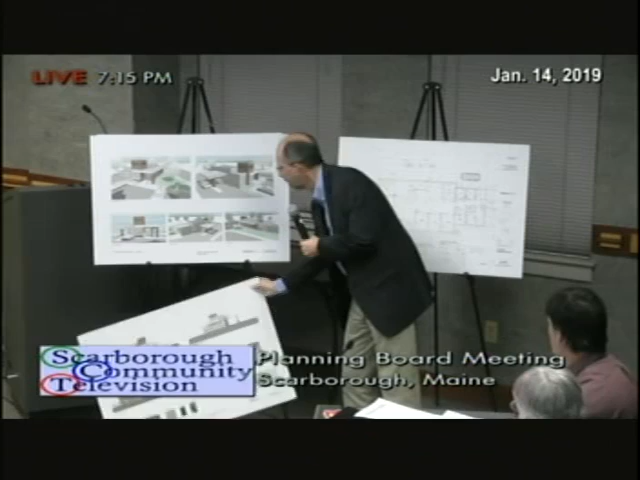 LIVE 7:15 PM
Jan. 14, 2019
Scarborough
Community
Television
Planning Board Meeting
Scarborough, Maine